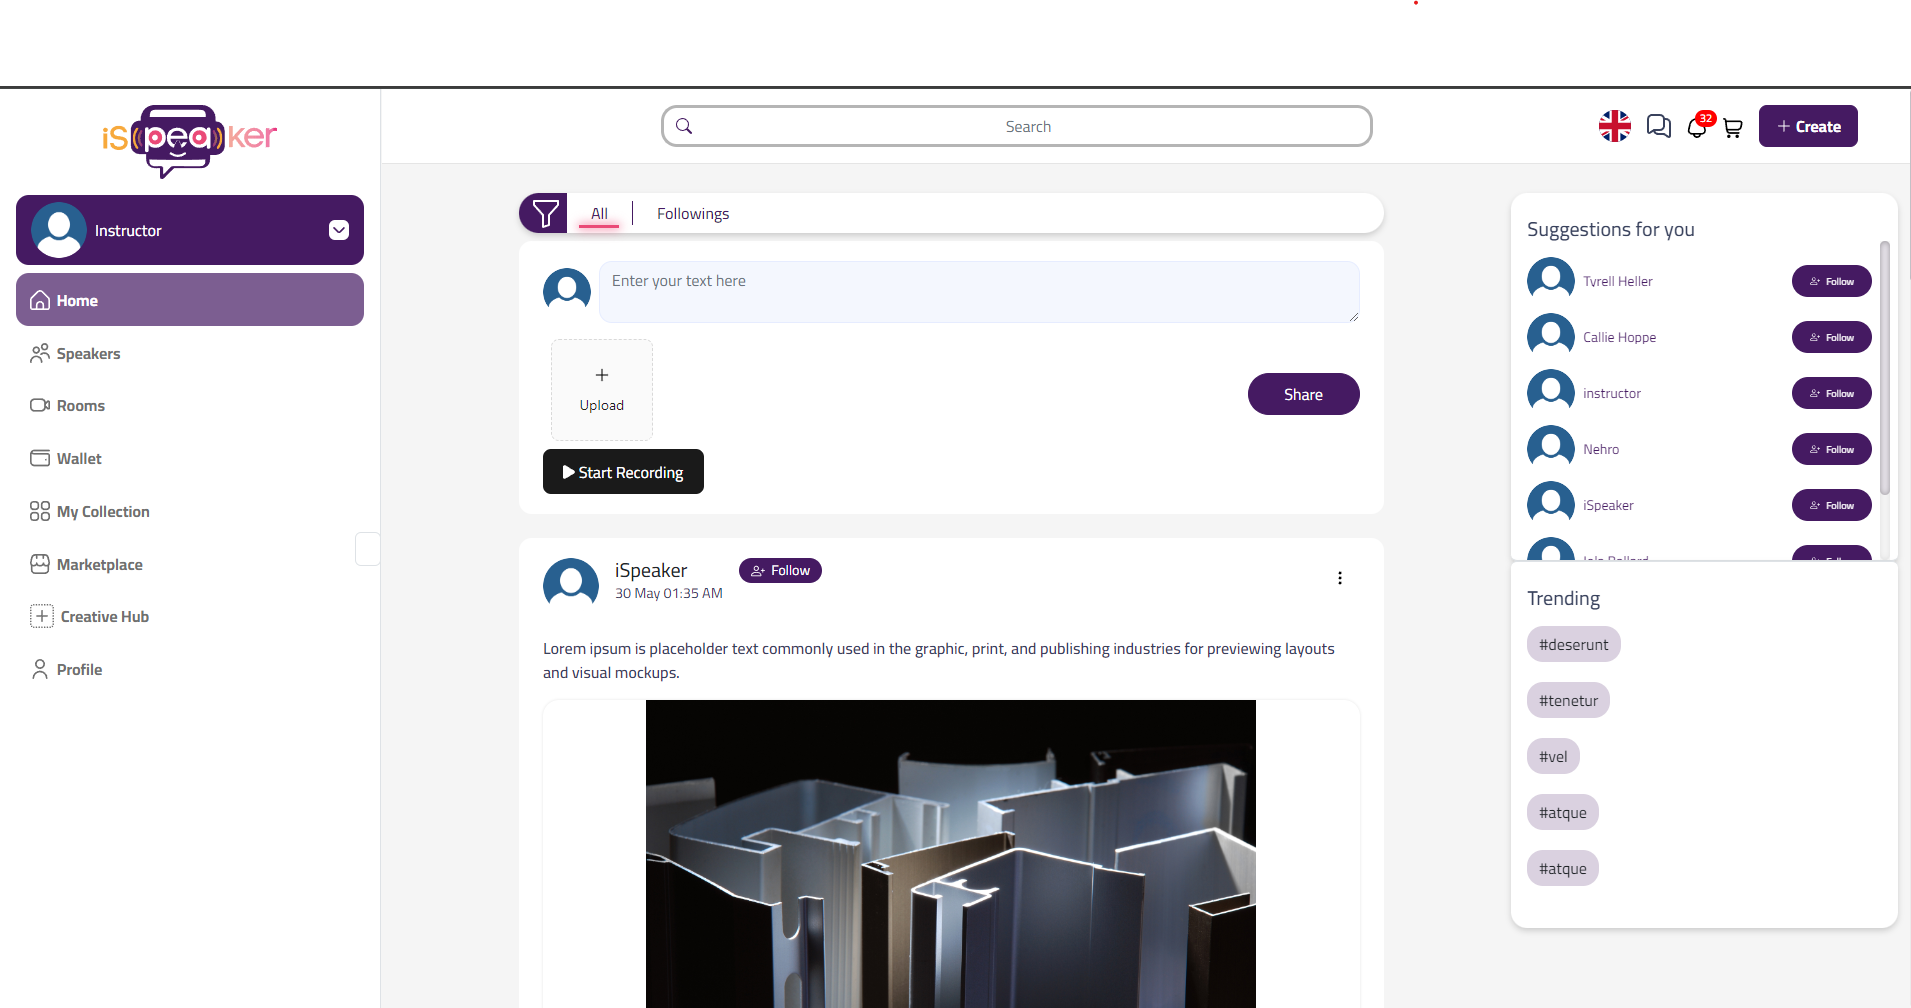 iSpeaker
Search
32
+ Create
Instructor
Home
Speakers
Rooms
Wallet
My Collection
Marketplace
Creative Hub
Profile
All
Followings
Enter your text here
Upload
Share
Start Recording
iSpeaker
Follow
30 May 01:35 AM
Lorem ipsum is placeholder text commonly used in the graphic, print, and publishing industries for previewing layouts
and visual mockups.
Suggestions for you
Tyrell Heller
Follow
Callie Hoppe
Follow
instructor
Follow
Nehro
Follow
iSpeaker
Follow
Follow
Trending
#deserunt
#tenetur
#vel
#atque
#atque